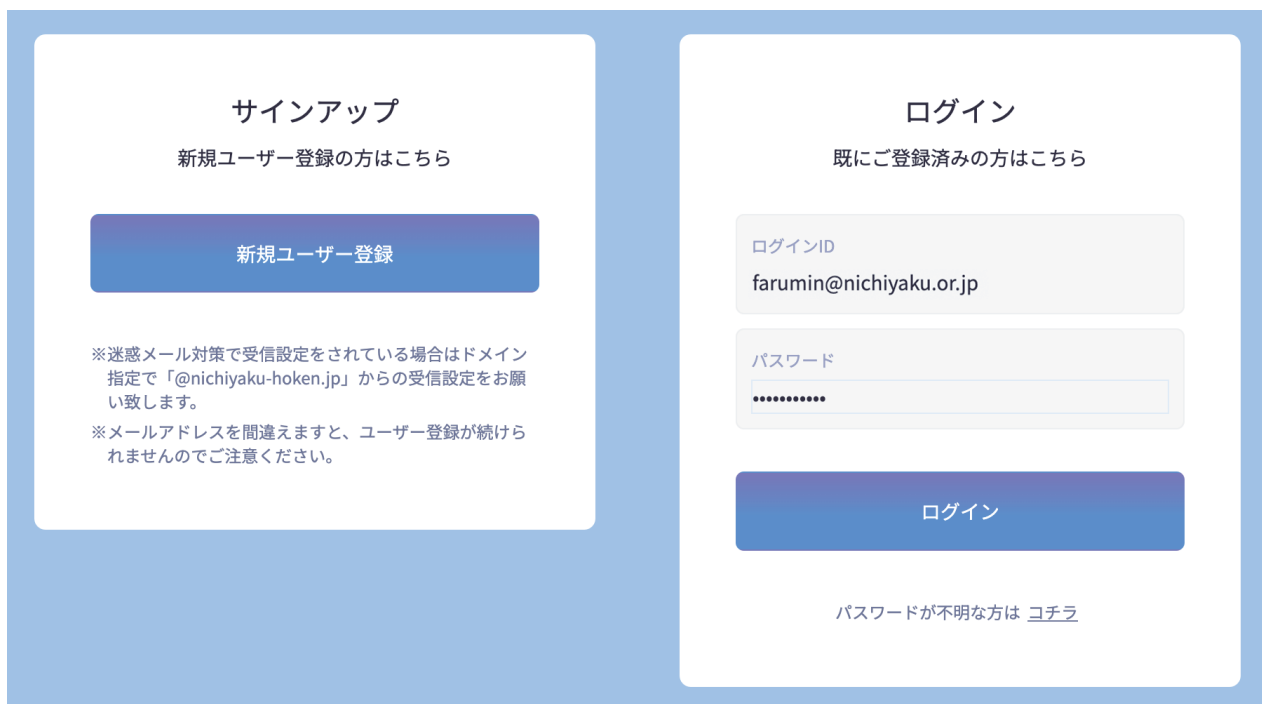 サインアップ
新規ユーザー登録の方はこちら
新規ユーザー登録
※迷惑メール対策で受信設定をされている場合はドメイン
指定で「@nichiyaku-hoken.jp」からの受信設定をお願
い致します。
※メールアドレスを間違えますと、ユーザー登録が続けら
れませんのでご注意ください。
ログイン
既にご登録済みの方はこちら
ログインID
farumin@nichiyaku.or.jp
パスワード
•••••••••••
ログイン
パスワードが不明な方は コチラ